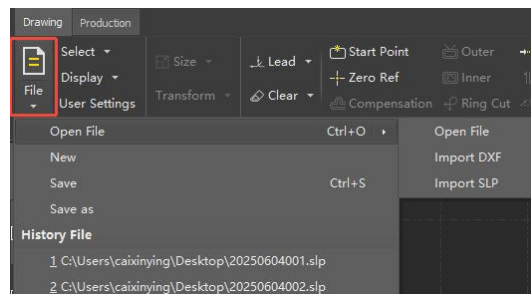 Drawing Production
File
Select
Display
User Settings
Size
Transform
Lead
Clear
Start Point
Zero Ref
Compensation
Outer
Inner
Ring Cut
Open File Ctrl+O
New
Save Ctrl+S
Save as
History File
1 C:\Users\caixinying\Desktop\20250604001.slp
2 C:\Users\caixinying\Desktop\20250604002.slp
Open File
Import DXF
Import SLP